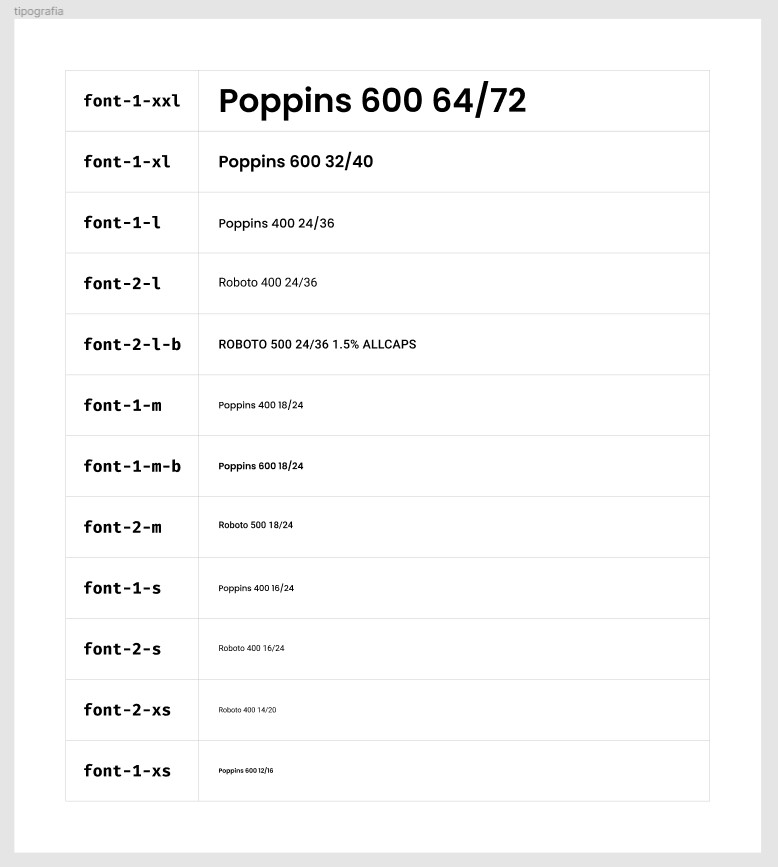 tipografia
font-1-xxl Poppins 600 64/72
font-1-xl Poppins 600 32/40
font-1-l Poppins 400 24/36
font-2-l Roboto 400 24/36
font-2-l-b ROBOTO 500 24/36 1.5% ALLCAPS
font-1-m Poppins 400 18/24
font-1-m-b Poppins 600 18/24
font-2-m Roboto 500 18/24
font-1-s Poppins 400 16/24
font-2-s Roboto 400 16/24
font-2-xs Roboto 400 14/20
font-1-xs Poppins 600 12/16